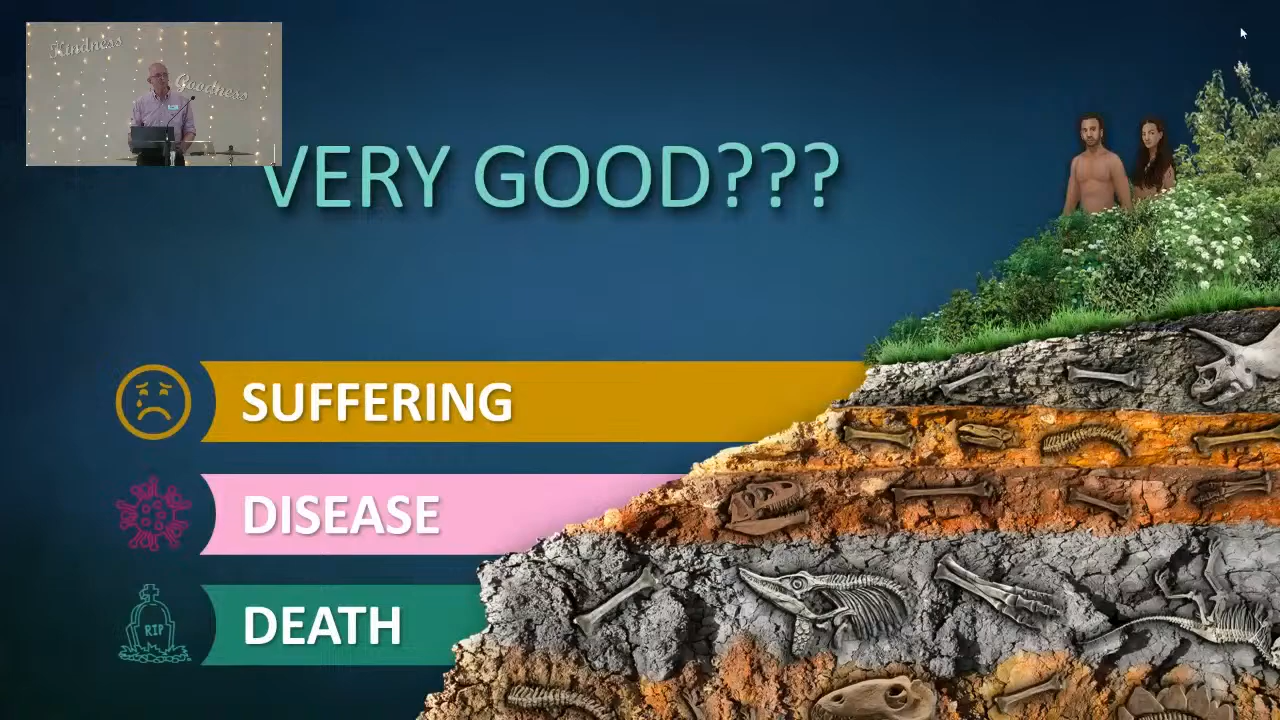 Kindness
Goodness
VERY GOOD???
SUFFERING
DISEASE
RIP
DEATH